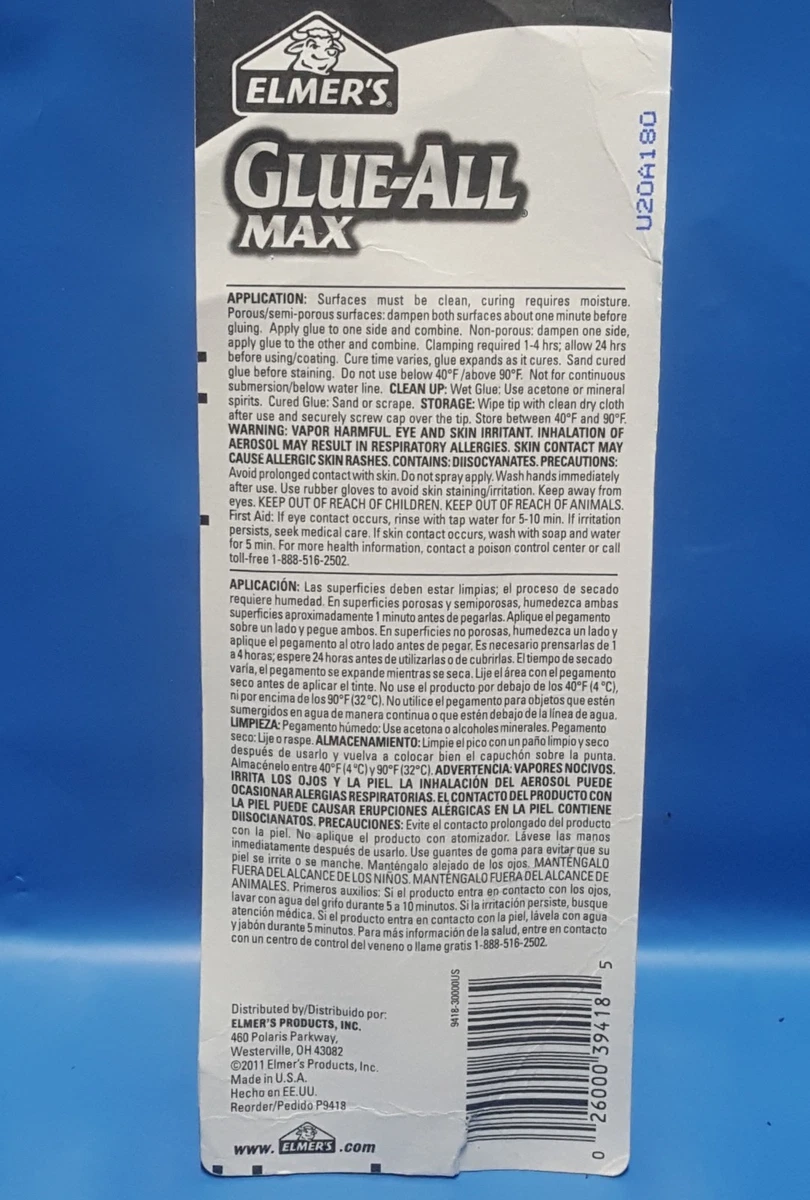 ELMER'S
GLUE-ALL
MAX
U20A180
APPLICATION: Surfaces must be clean, curing requires moisture.
Porous/semi-porous surfaces: dampen both surfaces about one minute before
gluing. Apply glue to one side and combine. Non-porous: dampen one side,
apply glue to the other and combine. Clamping required 1-4 hrs; allow 24 hrs
before using/coating. Cure time varies, glue expands as it cures. Sand cured
glue before staining. Do not use below 40°F/above 90°F. Not for continuous
submersion/below water line. CLEAN UP: Wet Glue: Use acetone or mineral
spirits. Cured Glue: Sand or scrape. STORAGE: Wipe tip with clean dry cloth
after use and securely screw cap over the tip. Store between 40°F and 90°F.
WARNING: VAPOR HARMFUL. EYE AND SKIN IRRITANT. INHALATION OF
AEROSOL MAY RESULT IN RESPIRATORY ALLERGIES. SKIN CONTACT MAY
CAUSE ALLERGIC SKIN RASHES. CONTAINS: DIISOCYANATES. PRECAUTIONS:
Avoid prolonged contact with skin. Do not spray apply. Wash hands immediately
after use. Use rubber gloves to avoid skin staining/irritation. Keep away from
eyes. KEEP OUT OF REACH OF CHILDREN. KEEP OUT OF REACH OF ANIMALS.
First Aid: If eye contact occurs, rinse with tap water for 5-10 min. If irritation
persists, seek medical care. If skin contact occurs, wash with soap and water
for 5 min. For more health information, contact a poison control center or call
toll-free 1-888-516-2502.
APLICACIÓN: Las superficies deben estar limpias; el proceso de secado
requiere humedad. En superficies porosas y semiporosas, humedezca ambas
superficies aproximadamente 1 minuto antes de pegarlas. Aplique el pegamento
sobre un lado y pegue ambos. En superficies no porosas, humedezca un lado y
aplique el pegamento al otro lado antes de pegar. Es necesario prensarlas de 1
a 4 horas; espere 24 horas antes de utilizarlas o de cubrirlas. El tiempo de secado
varía, el pegamento se expande mientras se seca. Lije el área con el pegamento
seco antes de aplicar el tinte. No use el producto por debajo de los 40°F (4°C),
ni por encima de los 90°F (32°C). No utilice el pegamento para objetos que estén
sumergidos en agua de manera continua o que estén debajo de la línea de agua.
LIMPIEZA: Pegamento húmedo: Use acetona o alcoholes minerales. Pegamento
seco: Lije o raspe. ALMACENAMIENTO: Limpie el pico con un paño limpio y seco
después de usarlo y vuelva a colocar bien el capuchón sobre la punta.
Almacénelo entre 40°F (4°C) y 90°F (32°C). ADVERTENCIA: VAPORES NOCIVOS.
IRRITA LOS OJOS Y LA PIEL. LA INHALACIÓN DEL AEROSOL PUEDE
OCASIONAR ALERGIAS RESPIRATORIAS. EL CONTACTO DEL PRODUCTO CON
LA PIEL PUEDE CAUSAR ERUPCIONES ALÉRGICAS EN LA PIEL. CONTIENE
DIISOCIANATOS. PRECAUCIONES: Evite el contacto prolongado del producto
con la piel. No aplique el producto con atomizador. Lávese las manos
inmediatamente después de usarlo. Use guantes de goma para evitar que su
piel se irrite o se manche. Manténgalo alejado de los ojos. MANTÉNGALO
FUERA DEL ALCANCE DE LOS NIÑOS. MANTÉNGALO FUERA DEL ALCANCE DE
ANIMALES. Primeros auxilios: Si el producto entra en contacto con los ojos,
lavar con agua del grifo durante 5 a 10 minutos. Si la irritación persiste, busque
atención médica. Si el producto entra en contacto con la piel, lávela con agua
y jabón durante 5 minutos. Para más información de la salud, entre en contacto
con un centro de control del veneno o llame gratis 1-888-516-2502.
Distributed by/Distribuido por:
ELMER'S PRODUCTS, INC.
460 Polaris Parkway,
Westerville, OH 43082
©2011 Elmer's Products, Inc.
Made in U.S.A.
Hecho en EE.UU.
Reorder/Pedido P9418
www. ELMER'S .com
9418-30000US
0 26000 39418 5